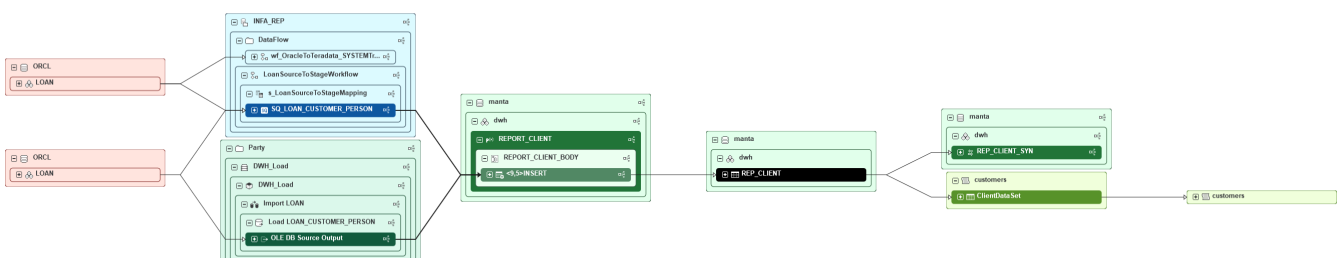 ORCL
LOAN
ORCL
LOAN
INFA_REP
DataFlow
wf_OracleToTeradata_SYSTEMTr...
LoanSourceToStageWorkflow
s_LoanSourceToStageMapping
SQ_LOAN_CUSTOMER_PERSON
Party
DWH_Load
DWH_Load
Import LOAN
Load LOAN_CUSTOMER_PERSON
OLE DB Source Output
manta
dwh
REPORT_CLIENT
REPORT_CLIENT_BODY
<9,5>INSERT
manta
dwh
REP_CLIENT
manta
dwh
REP_CLIENT_SYN
customers
ClientDataSet
customers